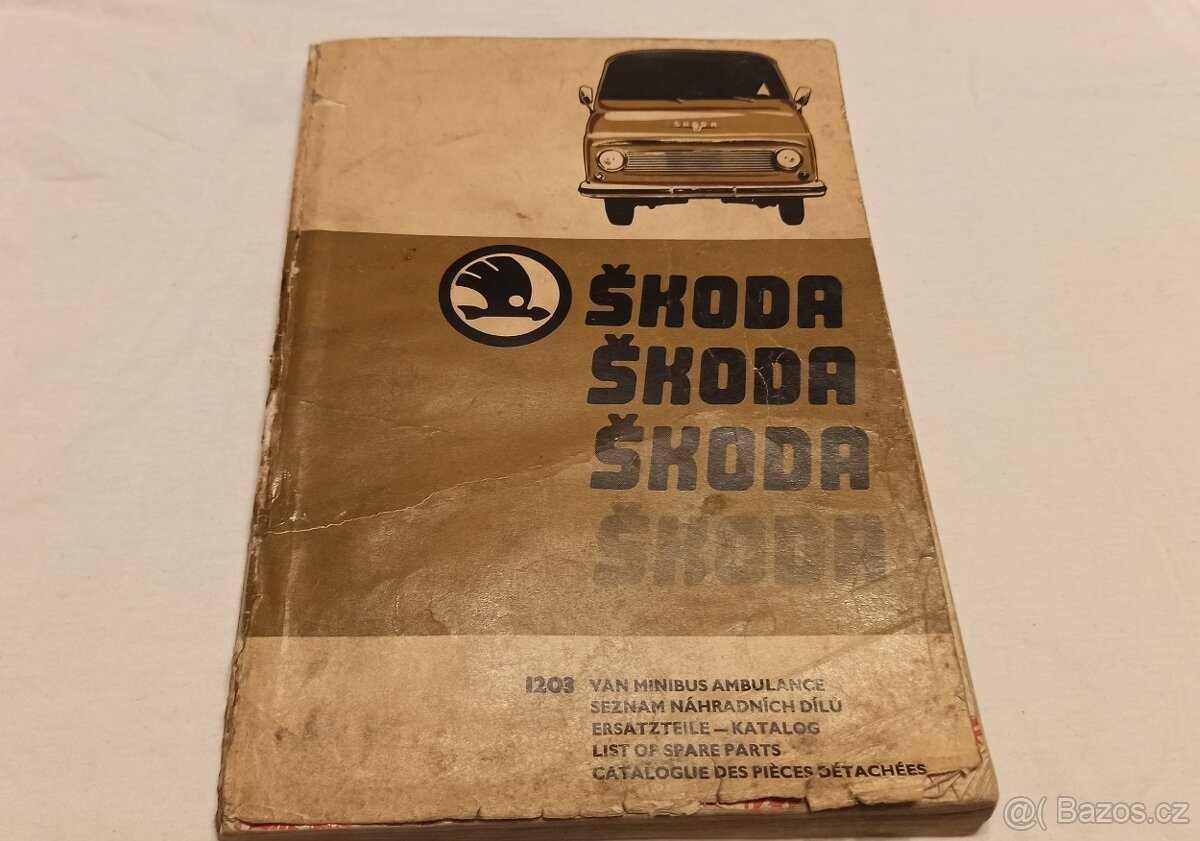 ŠKODA
ŠKODA
ŠKODA
ŠKODA
ŠKODA
1203 VAN MINIBUS AMBULANCE
SEZNAM NÁHRADNÍCH DÍLŮ
ERSATZTEILE — KATALOG
LIST OF SPARE PARTS
CATALOGUE DES PIÈCES DÉTACHÉES
@( Bazos.cz